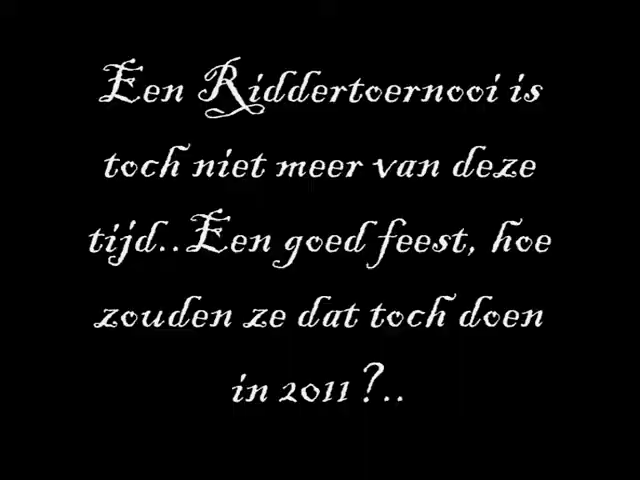 Een Riddertoernooi is
toch niet meer van deze
tijd..Een goed feest, hoe
zouden ze dat toch doen
in 2011?..